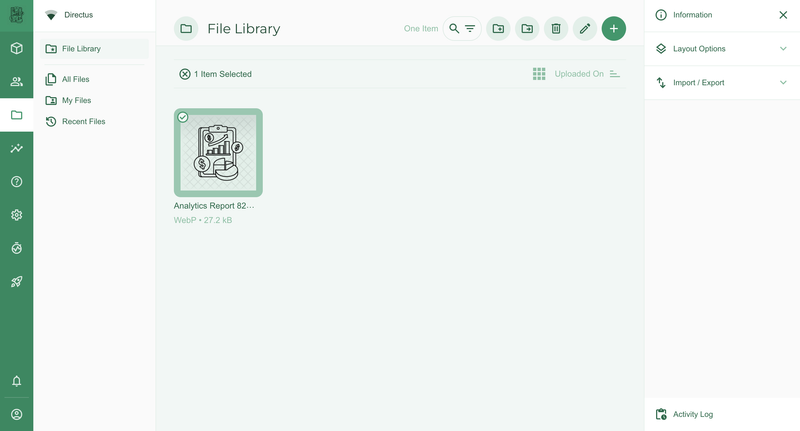 Directus
File Library
All Files
My Files
Recent Files
File Library
One Item
1 Item Selected
Uploaded On
Analytics Report 82...
WebP • 27.2 kB
Information
Layout Options
Import / Export
Activity Log